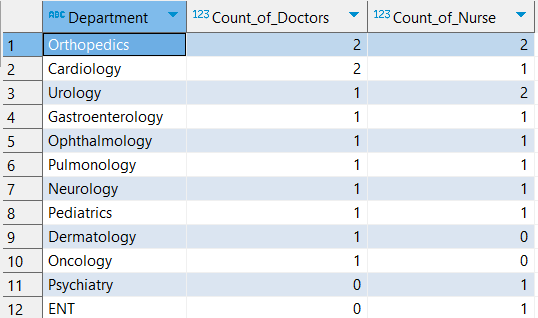 ABC Department 123 Count_of_Doctors 123 Count_of_Nurse
1 Orthopedics 2 2
2 Cardiology 2 1
3 Urology 1 2
4 Gastroenterology 1 1
5 Ophthalmology 1 1
6 Pulmonology 1 1
7 Neurology 1 1
8 Pediatrics 1 1
9 Dermatology 1 0
10 Oncology 1 0
11 Psychiatry 0 1
12 ENT 0 1